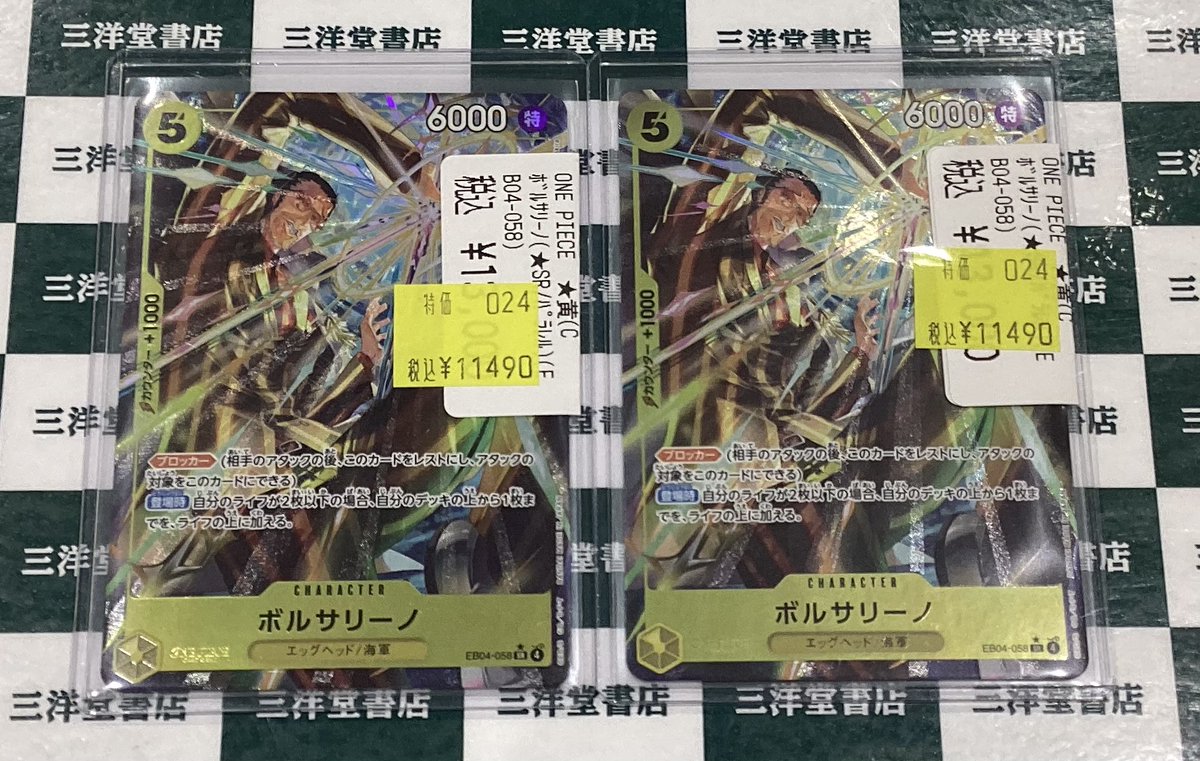 三洋堂書店 三洋堂書店 三洋堂書店 三洋堂書店
5
6000 特
カウンター +1000
ONE PIECE ★黄(C
ボルサリーノ(★SR/パラレル)(E
B04-058)
税込
特価 024
税込¥11490
ブロッカー (相手のアタックの後、このカードをレストにし、アタックの
対象をこのカードにできる)
登場時 自分のライフが2枚以下の場合、自分のデッキの上から1枚ま
でを、ライフの上に加える。
CHARACTER
ボルサリーノ
エッグヘッド/海軍
EB04-058 SR 4
5
6000 特
カウンター +1000
ONE PIECE ★黄(C
ボルサリーノ(★
B04-058)
税込
特価 024
税込¥11490
ブロッカー (相手のアタックの後、このカードをレストにし、アタックの
対象をこのカードにできる)
登場時 自分のライフが2枚以下の場合、自分のデッキの上から1枚ま
でを、ライフの上に加える。
CHARACTER
ボルサリーノ
エッグヘッド/海軍
EB04-058 SR 4
三洋堂書店 三洋堂書店 三洋堂書店 三洋堂書店